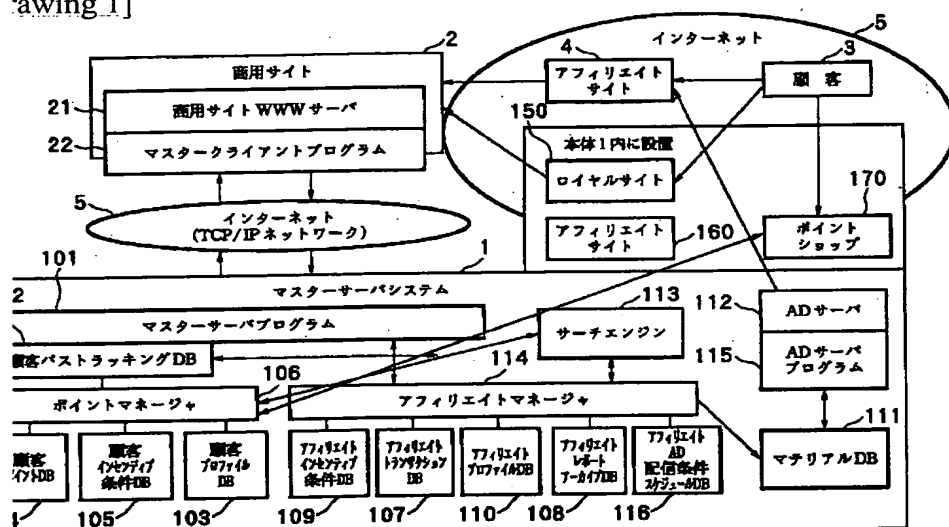 rawing 1]
5
インターネット
2
4
3
商用サイト
アフィリエイト
サイト
顧客
21
商用サイトWWWサーバ
150
本体1内に設置
22
マスタークライアントプログラム
ロイヤルサイト
170
5
インターネット
(TCP/IPネットワーク)
アフィリエイト
サイト
160
ポイント
ショップ
101
1
マスターサーバシステム
2
113
マスターサーバプログラム
サーチエンジン
112
ADサーバ
顧客パストラッキングDB
114
115
ADサーバ
プログラム
106
ポイントマネージャ
アフィリエイトマネージャ
111
顧客
イントDB
顧客
インセンティブ
条件DB
顧客
プロファイル
DB
アフィリエイト
インセンティブ
条件DB
アフィリエイト
トランザクションDB
アフィリエイト
プロファイルDB
アフィリエイト
レポート
アーカイブDB
アフィリエイト
AD
配信条件
スケジュールDB
マテリアルDB
4
105
103
109
107
110
108
116